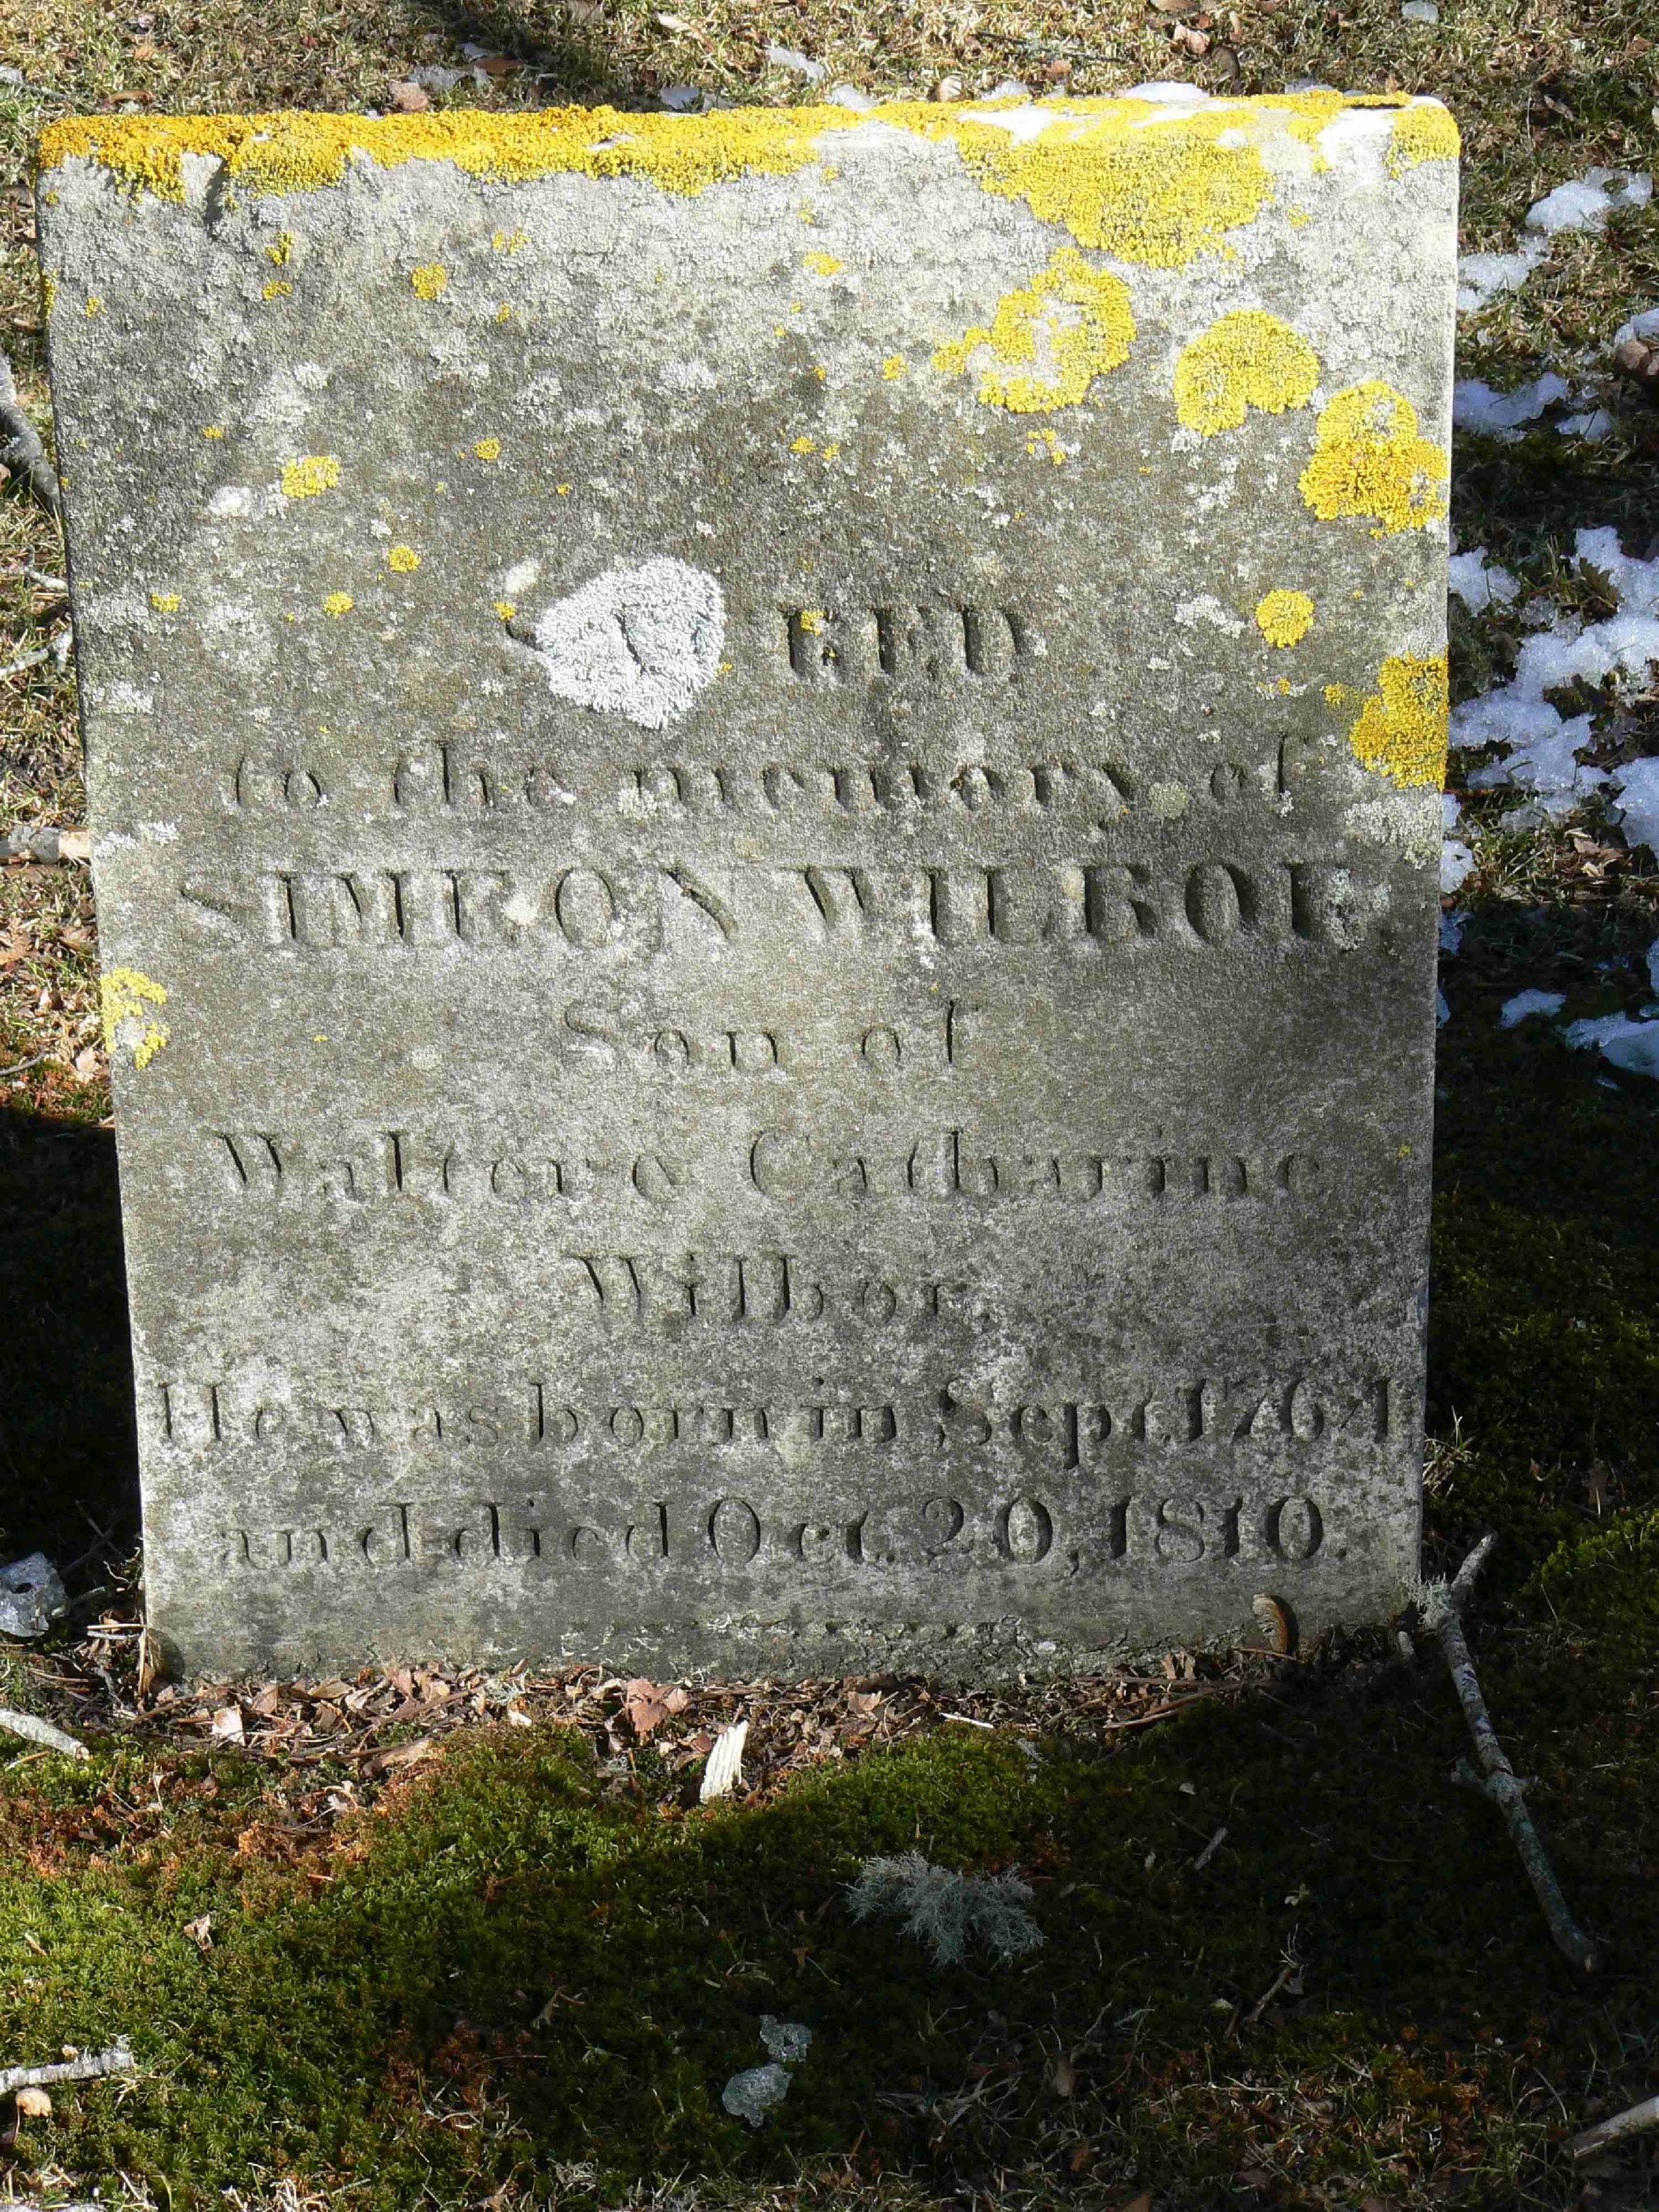 to the memory of
SIMEON WILBOR
Son of
Walter & Catharine
Wilbor.
He was born in Sept. 1764
and died Oct. 20, 1810.